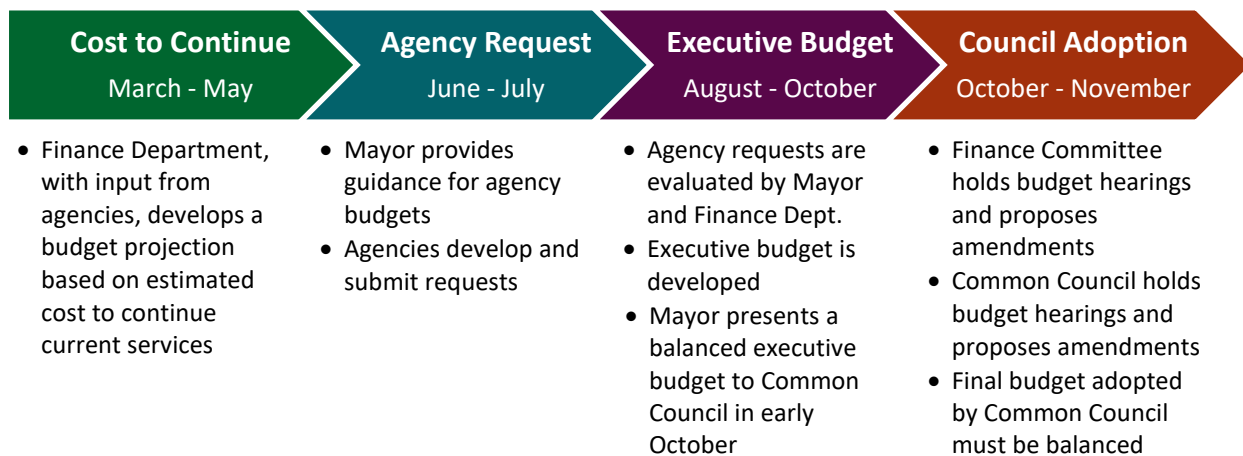 Cost to Continue
March - May
• Finance Department,
with input from
agencies, develops a
budget projection
based on estimated
cost to continue
current services
Agency Request
June - July
• Mayor provides
guidance for agency
budgets
• Agencies develop and
submit requests
Executive Budget
August - October
• Agency requests are
evaluated by Mayor
and Finance Dept.
• Executive budget is
developed
• Mayor presents a
balanced executive
budget to Common
Council in early
October
Council Adoption
October - November
• Finance Committee
holds budget hearings
and proposes
amendments
• Common Council holds
budget hearings and
proposes amendments
• Final budget adopted
by Common Council
must be balanced